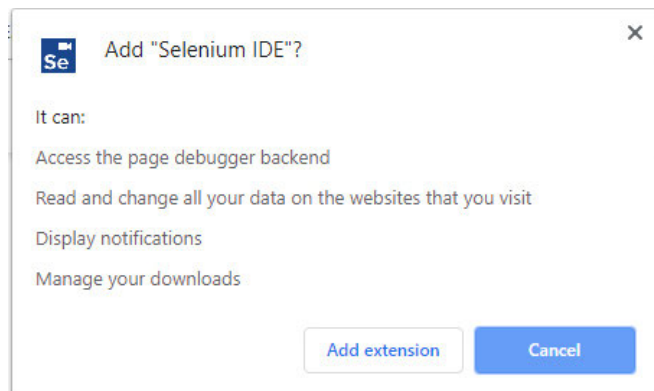 Se
Add "Selenium IDE"?
It can:
Access the page debugger backend
Read and change all your data on the websites that you visit
Display notifications
Manage your downloads
Add extension
Cancel